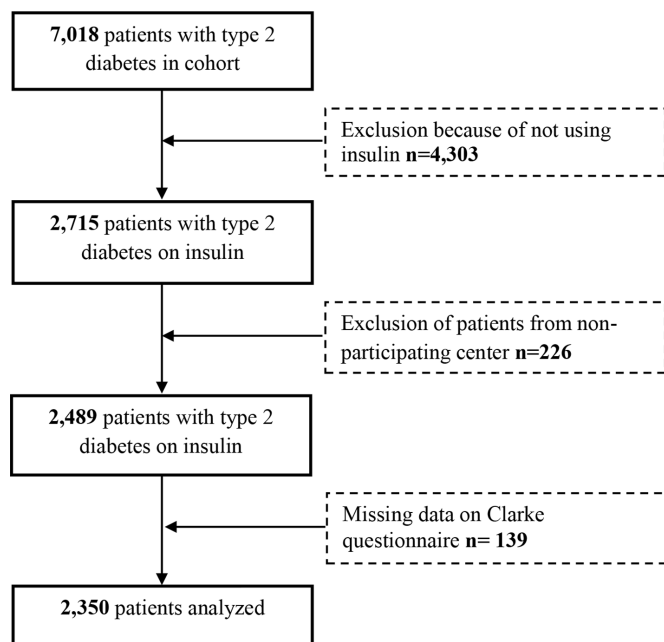 7,018 patients with type 2
diabetes in cohort
Exclusion because of not using
insulin n=4,303
2,715 patients with type 2
diabetes on insulin
Exclusion of patients from non-
participating center n=226
2,489 patients with type 2
diabetes on insulin
Missing data on Clarke
questionnaire n= 139
2,350 patients analyzed